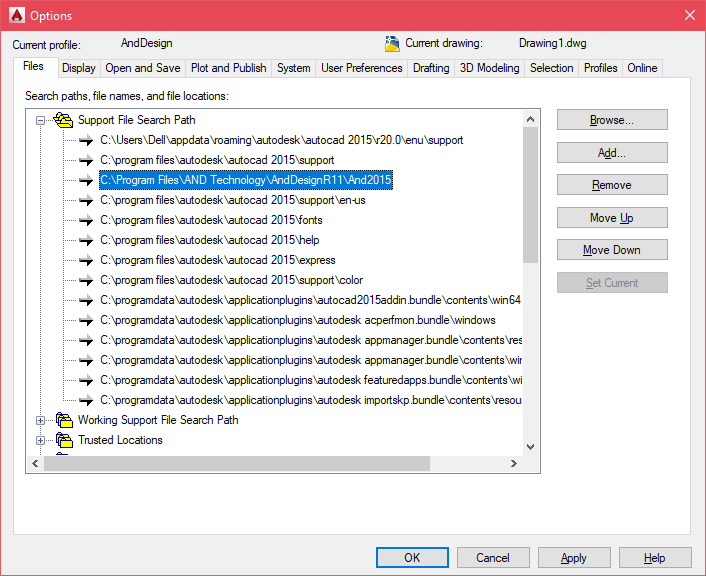 Options
Current profile: AndDesign Current drawing: Drawing1.dwg
Files Display Open and Save Plot and Publish System User Preferences Drafting 3D Modeling Selection Profiles Online
Search paths, file names, and file locations:
Support File Search Path
C:\Users\Dell\appdata\roaming\autodesk\autocad 2015\r20.0\enu\support
C:\program files\autodesk\autocad 2015\support
C:\Program Files\AND Technology\AndDesignR11\And2015
C:\program files\autodesk\autocad 2015\support\en-us
C:\program files\autodesk\autocad 2015\fonts
C:\program files\autodesk\autocad 2015\help
C:\program files\autodesk\autocad 2015\express
C:\program files\autodesk\autocad 2015\support\color
C:\programdata\autodesk\applicationplugins\autocad2015addin.bundle\contents\win64
C:\programdata\autodesk\applicationplugins\autodesk acperfmon.bundle\windows
C:\programdata\autodesk\applicationplugins\autodesk appmanager.bundle\contents\res
C:\programdata\autodesk\applicationplugins\autodesk appmanager.bundle\contents\wi
C:\programdata\autodesk\applicationplugins\autodesk featuredapps.bundle\contents\wi
C:\programdata\autodesk\applicationplugins\autodesk importskp.bundle\contents\resou
Working Support File Search Path
Trusted Locations
Browse...
Add...
Remove
Move Up
Move Down
Set Current
OK Cancel Apply Help